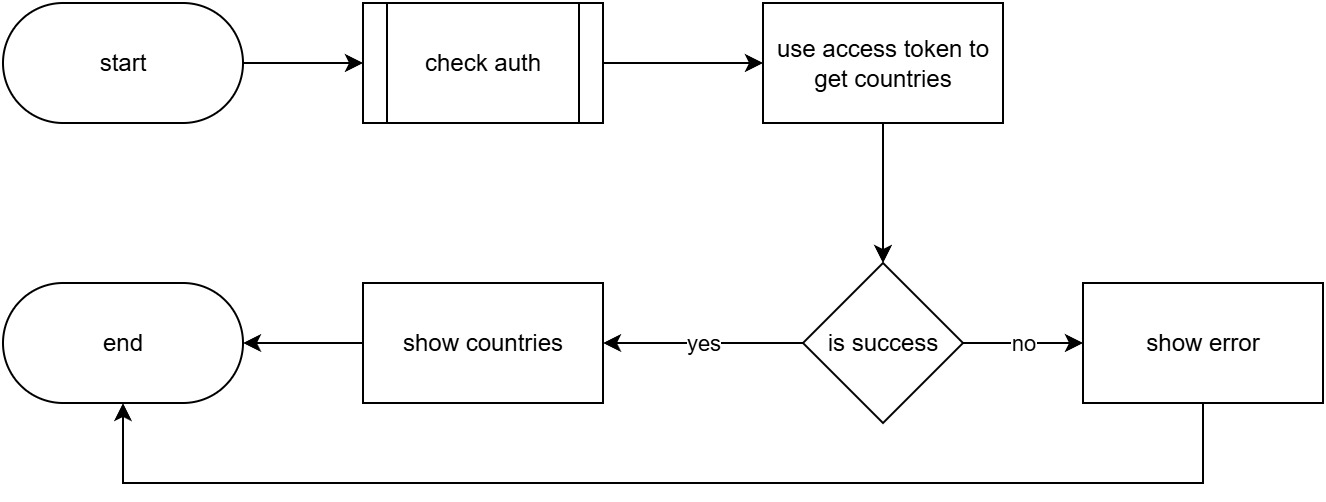 start
check auth
use access token to
get countries
end
show countries
yes
is success
no
show error